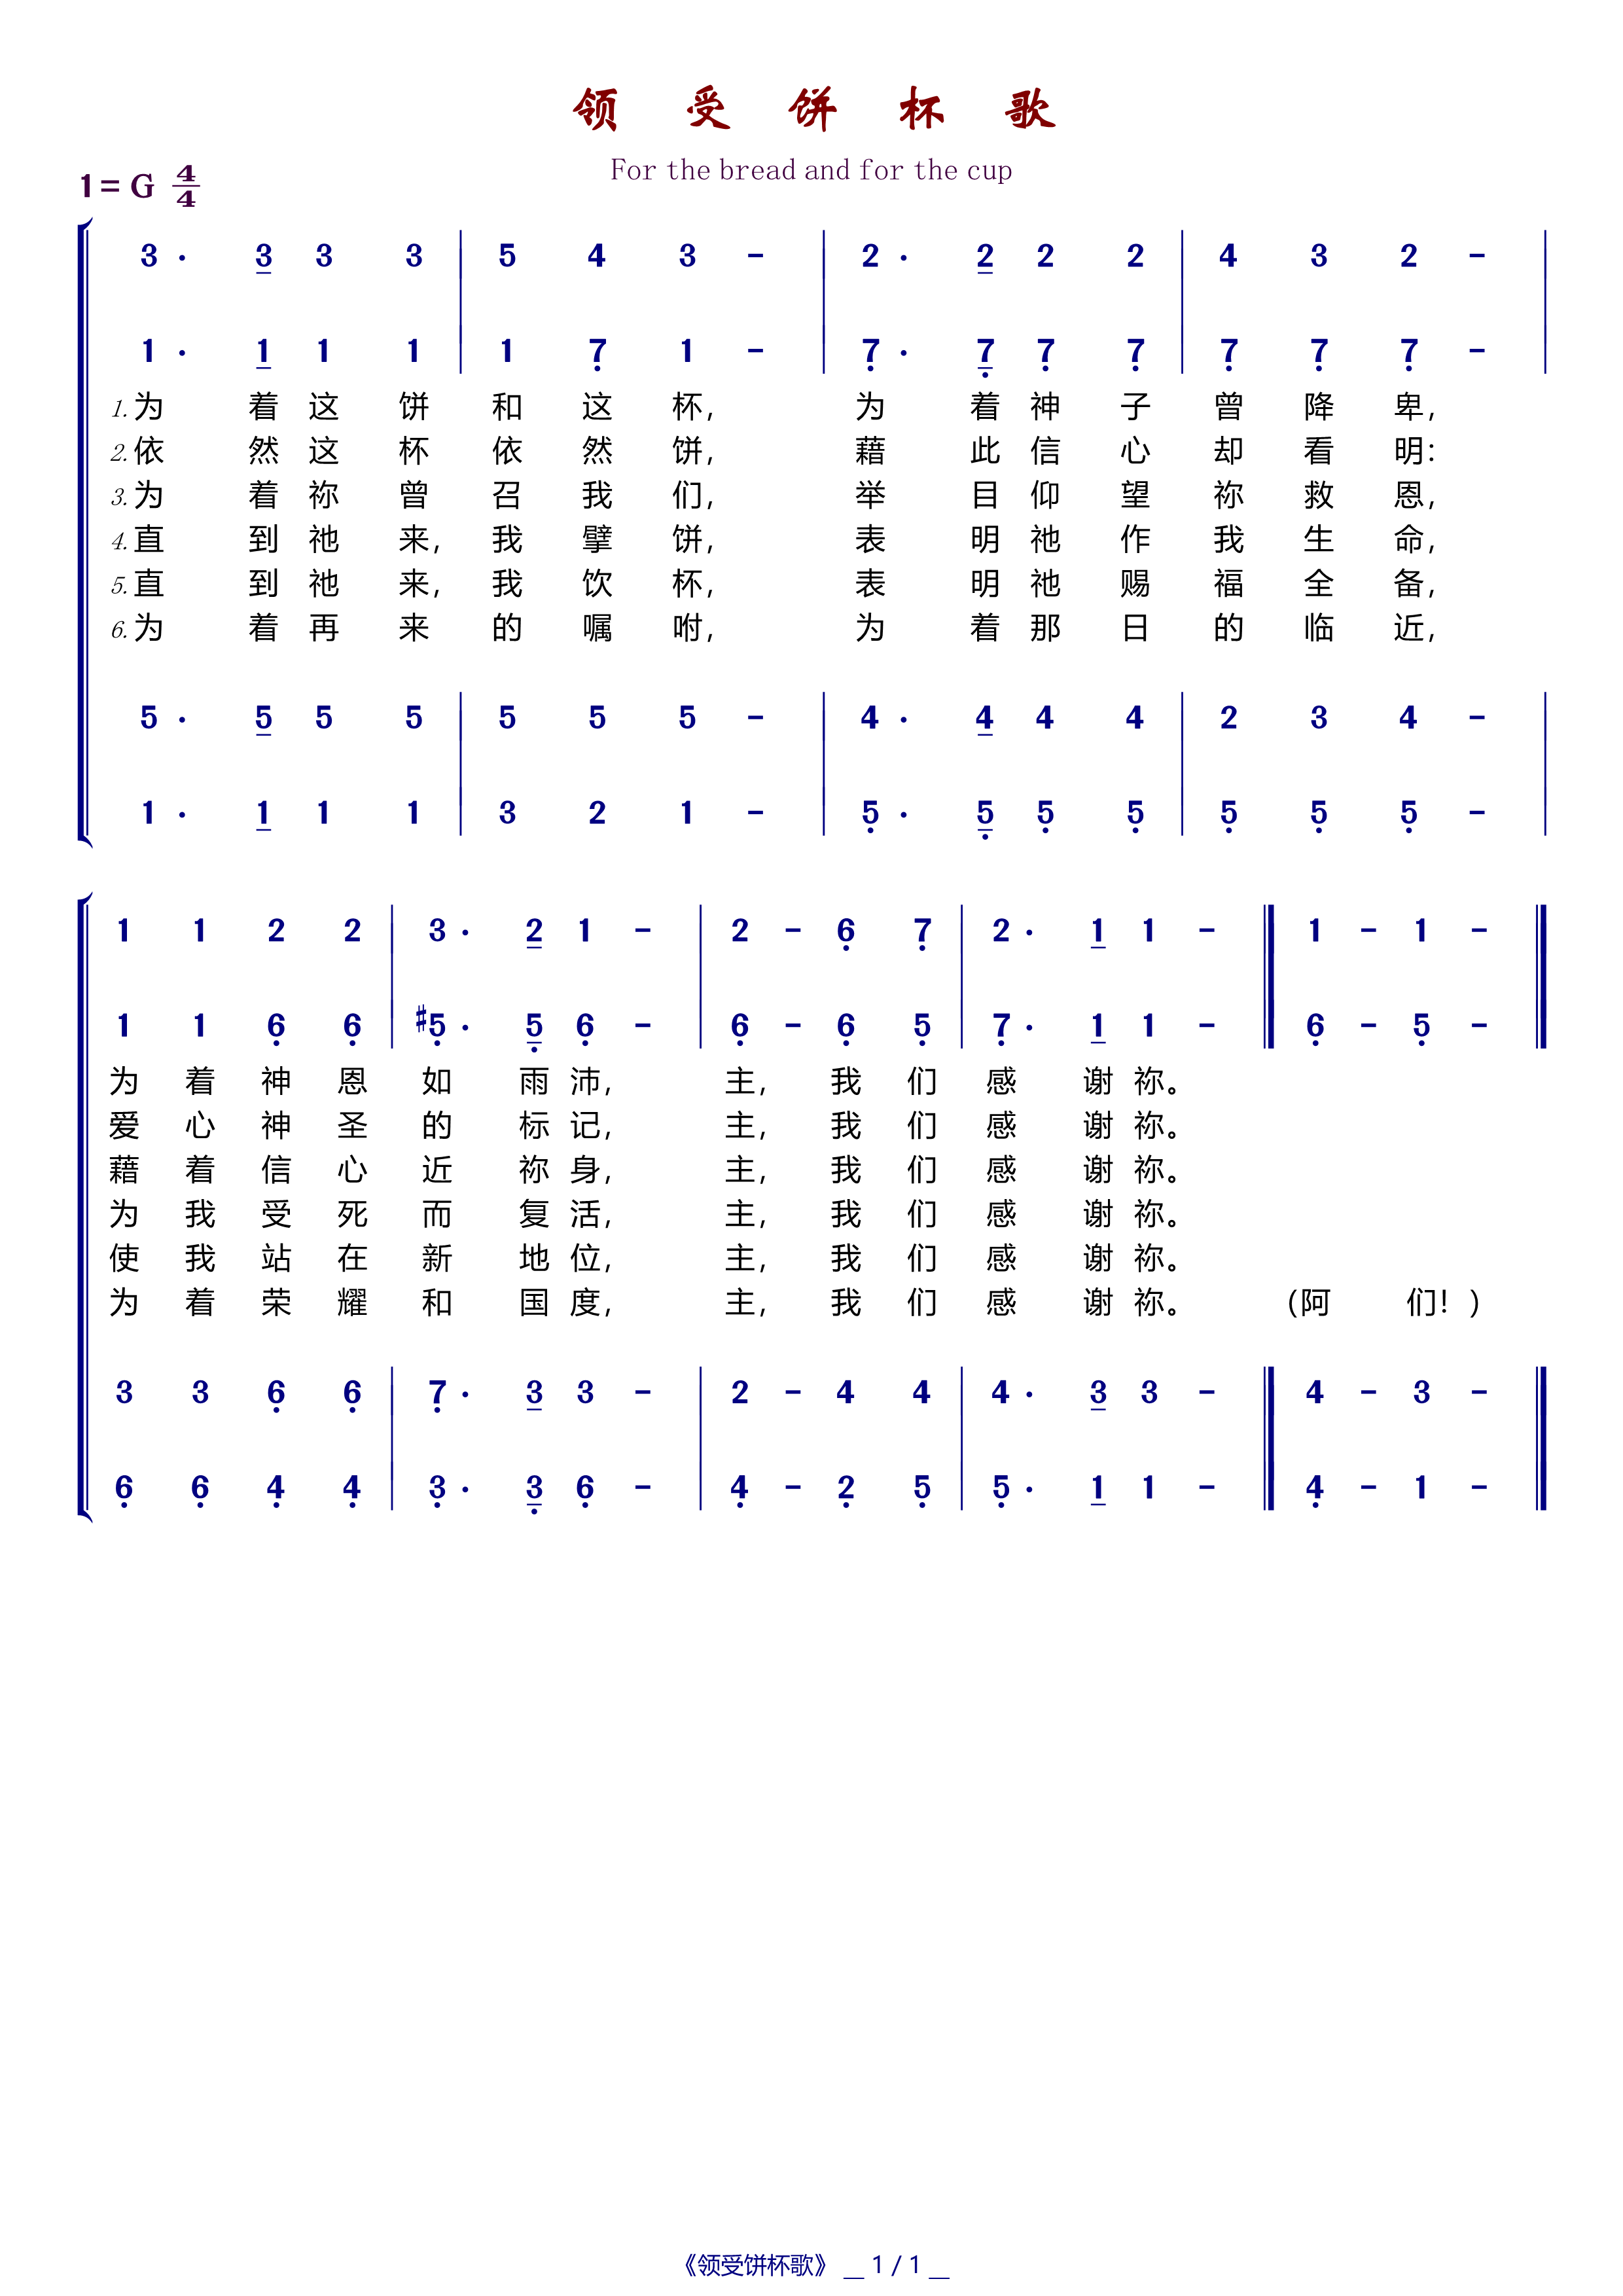 领 受 饼 杯 歌
For the bread and for the cup
1 = G 4/4
3 · 3 3 3 | 5 4 3 - | 2 · 2 2 2 | 4 3 2 - |
1 · 1 1 1 | 1 7 1 - | 7 · 7 7 7 | 7 7 7 - |
1. 为 着 这 饼 和 这 杯, 为 着 神 子 曾 降 卑,
2. 依 然 这 杯 依 然 饼, 藉 此 信 心 却 看 明:
3. 为 着 祢 曾 召 我 们, 举 目 仰 望 祢 救 恩,
4. 直 到 祂 来, 我 擘 饼, 表 明 祂 作 我 生 命,
5. 直 到 祂 来, 我 饮 杯, 表 明 祂 赐 福 全 备,
6. 为 着 再 来 的 嘱 咐, 为 着 那 日 的 临 近,
5 · 5 5 5 | 5 5 5 - | 4 · 4 4 4 | 2 3 4 - |
1 · 1 1 1 | 3 2 1 - | 5 · 5 5 5 | 5 5 5 - |
1 1 2 2 | 3 · 2 1 - | 2 - 6 7 | 2 · 1 1 - ‖ 1 - 1 - ‖
1 1 6 6 | #5 · 5 6 - | 6 - 6 5 | 7 · 1 1 - ‖ 6 - 5 - ‖
为 着 神 恩 如 雨 沛, 主, 我 们 感 谢 祢。
爱 心 神 圣 的 标 记, 主, 我 们 感 谢 祢。
藉 着 信 心 近 祢 身, 主, 我 们 感 谢 祢。
为 我 受 死 而 复 活, 主, 我 们 感 谢 祢。
使 我 站 在 新 地 位, 主, 我 们 感 谢 祢。
为 着 荣 耀 和 国 度, 主, 我 们 感 谢 祢。 (阿 们! )
3 3 6 6 | 7 · 3 3 - | 2 - 4 4 | 4 · 3 3 - ‖ 4 - 3 - ‖
6 6 4 4 | 3 · 3 6 - | 4 - 2 5 | 5 · 1 1 - ‖ 4 - 1 - ‖
《领受饼杯歌》 __ 1 / 1 __